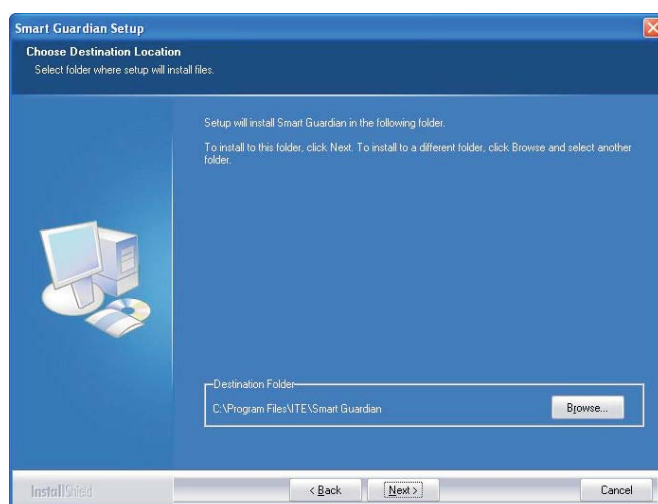 Smart Guardian Setup
Choose Destination Location
Select folder where setup will install files.
Setup will install Smart Guardian in the following folder.
To install to this folder, click Next. To install to a different folder, click Browse and select another
folder.
Destination Folder
C:\Program Files\ITE\Smart Guardian
Browse...
InstallShield
< Back
Next >
Cancel